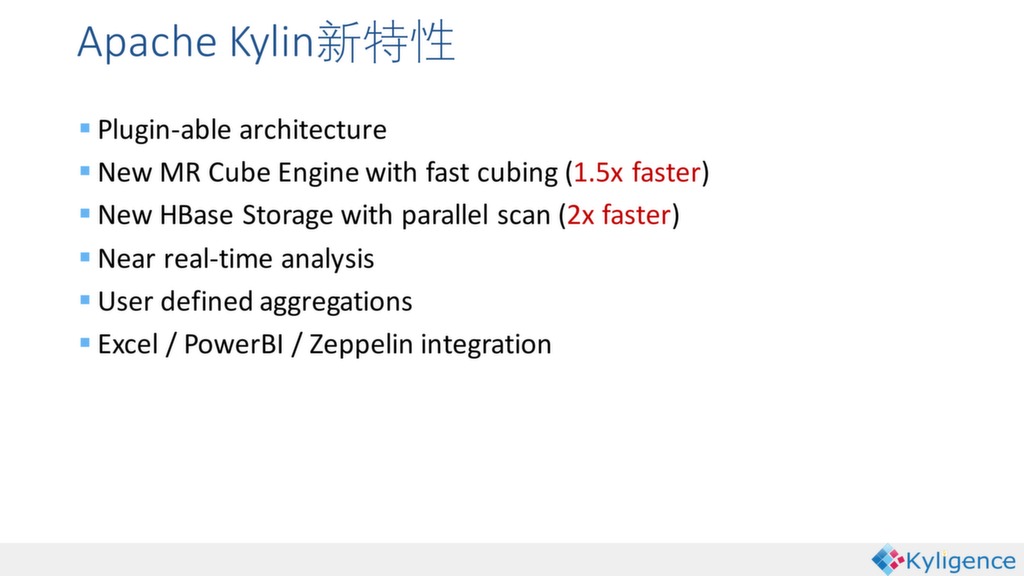 Apache Kylin新特性
Plugin-able architecture
New MR Cube Engine with fast cubing (1.5x faster)
New HBase Storage with parallel scan (2x faster)
Near real-time analysis
User defined aggregations
Excel / PowerBI / Zeppelin integration
Kyligence